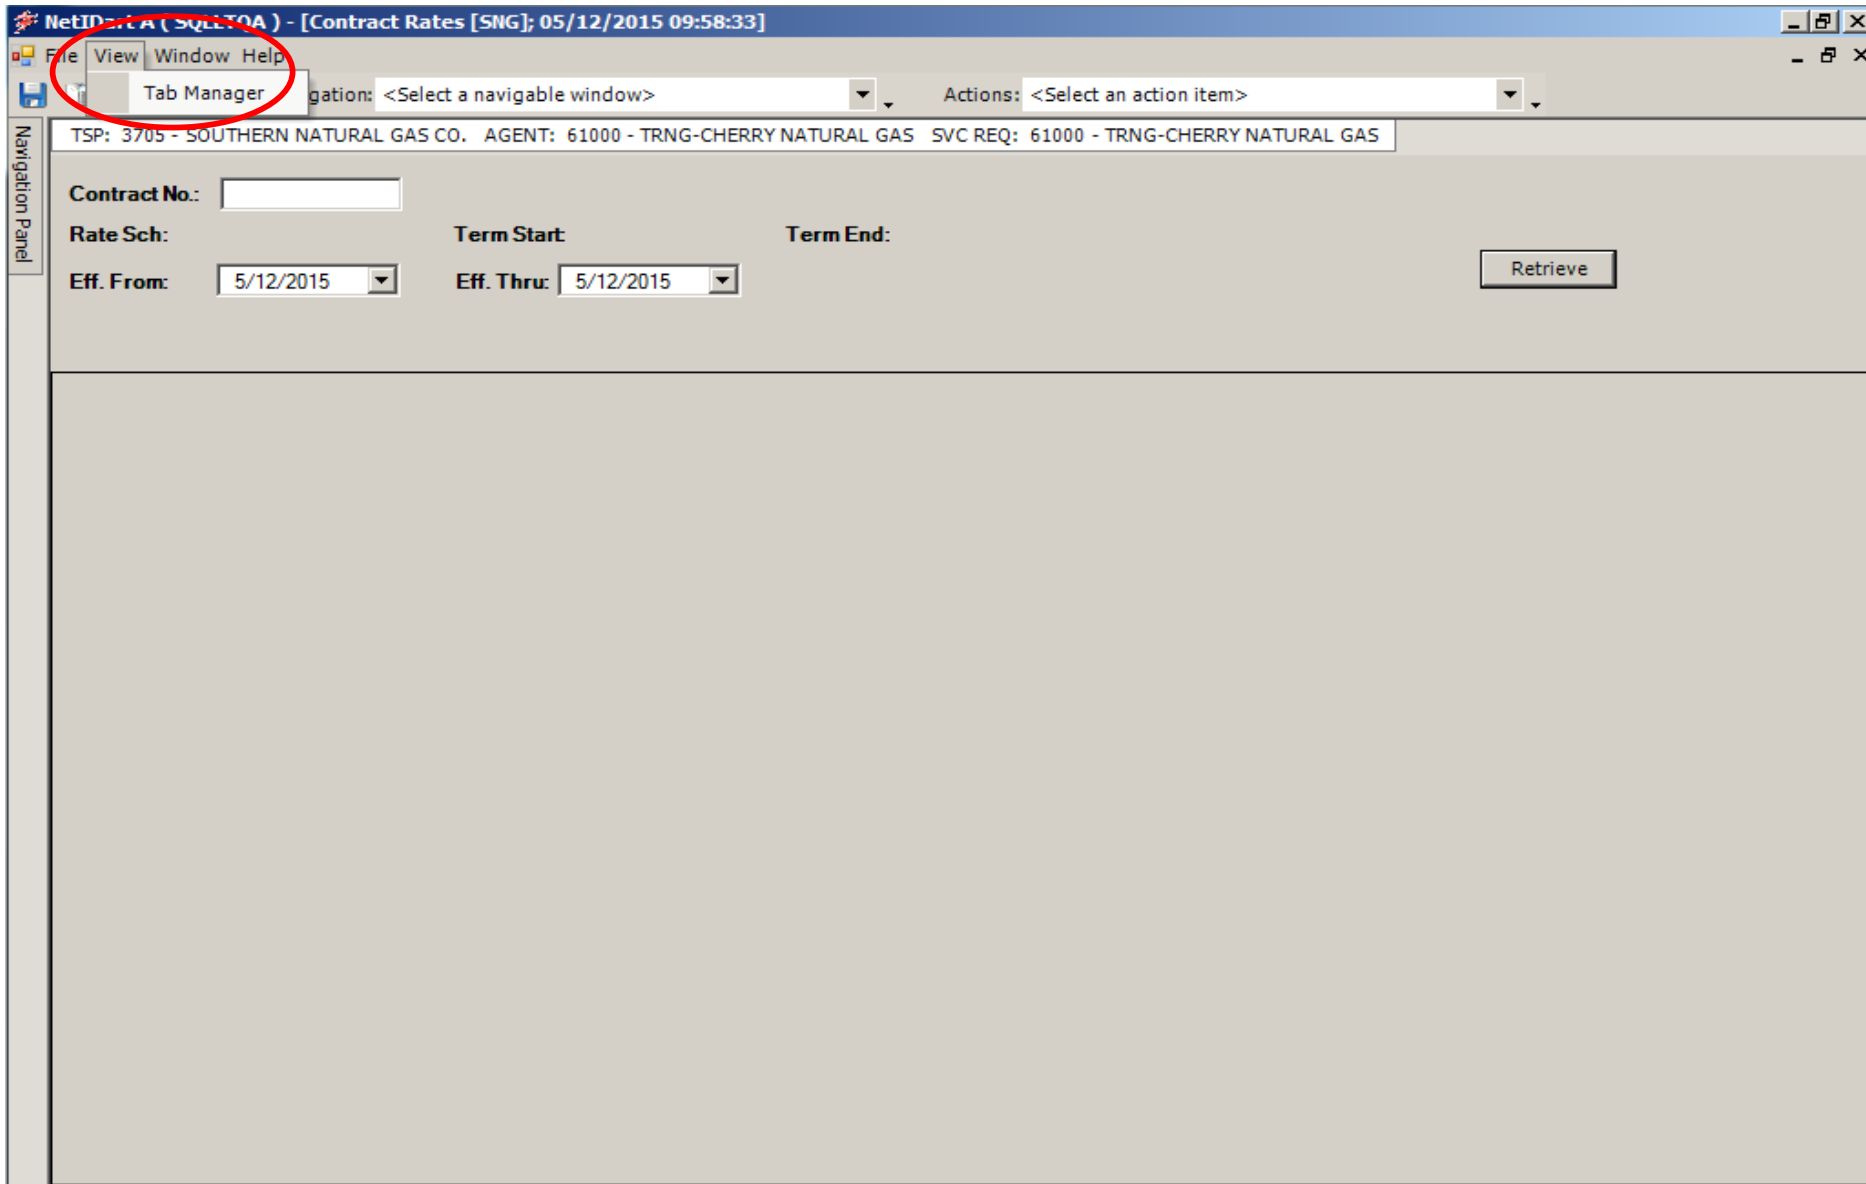 NetIDart A ( SQLLTQA ) - [Contract Rates [SNG]; 05/12/2015 09:58:33]
File View Window Help
Tab Manager gation: <Select a navigable window> Actions: <Select an action item>
Navigation Panel
TSP: 3705 - SOUTHERN NATURAL GAS CO. AGENT: 61000 - TRNG-CHERRY NATURAL GAS SVC REQ: 61000 - TRNG-CHERRY NATURAL GAS
Contract No.:
Rate Sch: Term Start: Term End:
Eff. From: 5/12/2015 Eff. Thru: 5/12/2015 Retrieve